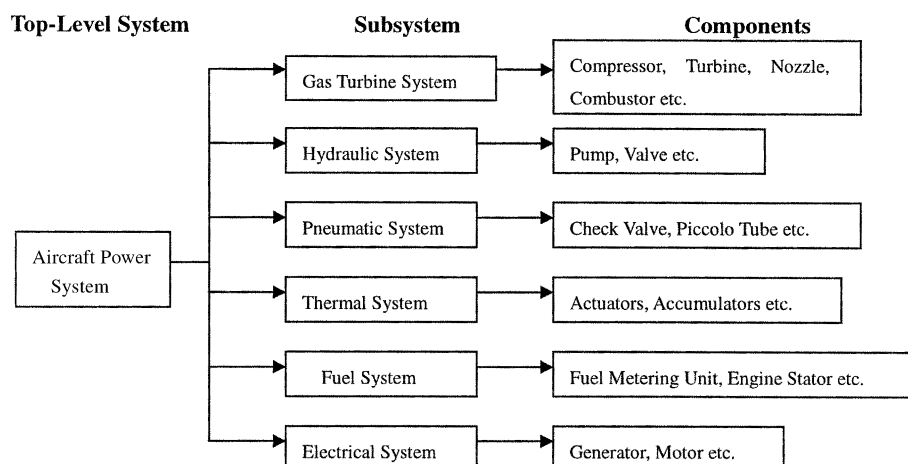 Top-Level System
Subsystem
Components
Gas Turbine System
Compressor, Turbine, Nozzle,
Combustor etc.
Hydraulic System
Pump, Valve etc.
Pneumatic System
Check Valve, Piccolo Tube etc.
Aircraft Power
System
Thermal System
Actuators, Accumulators etc.
Fuel System
Fuel Metering Unit, Engine Stator etc.
Electrical System
Generator, Motor etc.